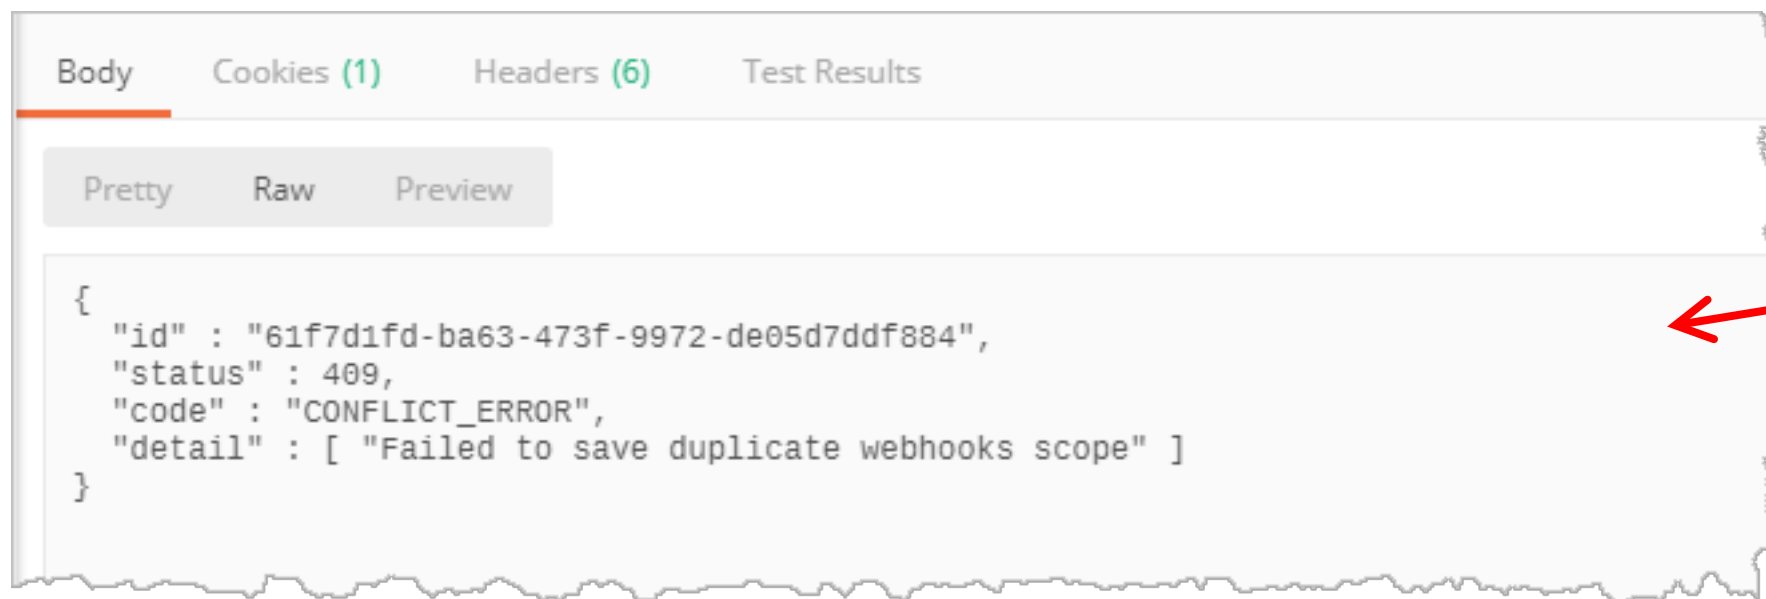 Body Cookies (1) Headers (6) Test Results
Pretty Raw Preview
{
"id" : "61f7d1fd-ba63-473f-9972-de05d7ddf884",
"status" : 409,
"code" : "CONFLICT_ERROR",
"detail" : [ "Failed to save duplicate webhooks scope" ]
}